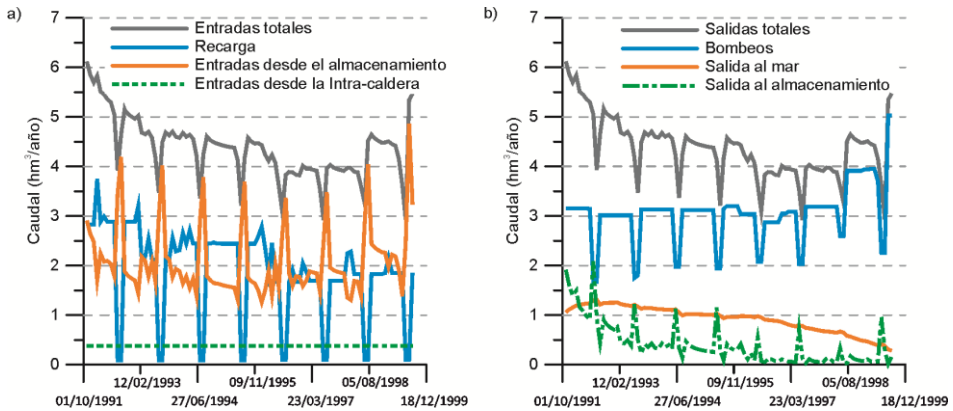 a)
7
Entradas totales
Recarga
Entradas desde el almacenamiento
Entradas desde la Intra-caldera
6
5
4
3
2
1
0
Caudal (hm³/año)
12/02/1993
09/11/1995
05/08/1998
01/10/1991
27/06/1994
23/03/1997
18/12/1999
b)
7
Salidas totales
Bombeos
Salida al mar
Salida al almacenamiento
6
5
4
3
2
1
0
Caudal (hm³/año)
12/02/1993
09/11/1995
05/08/1998
01/10/1991
27/06/1994
23/03/1997
18/12/1999